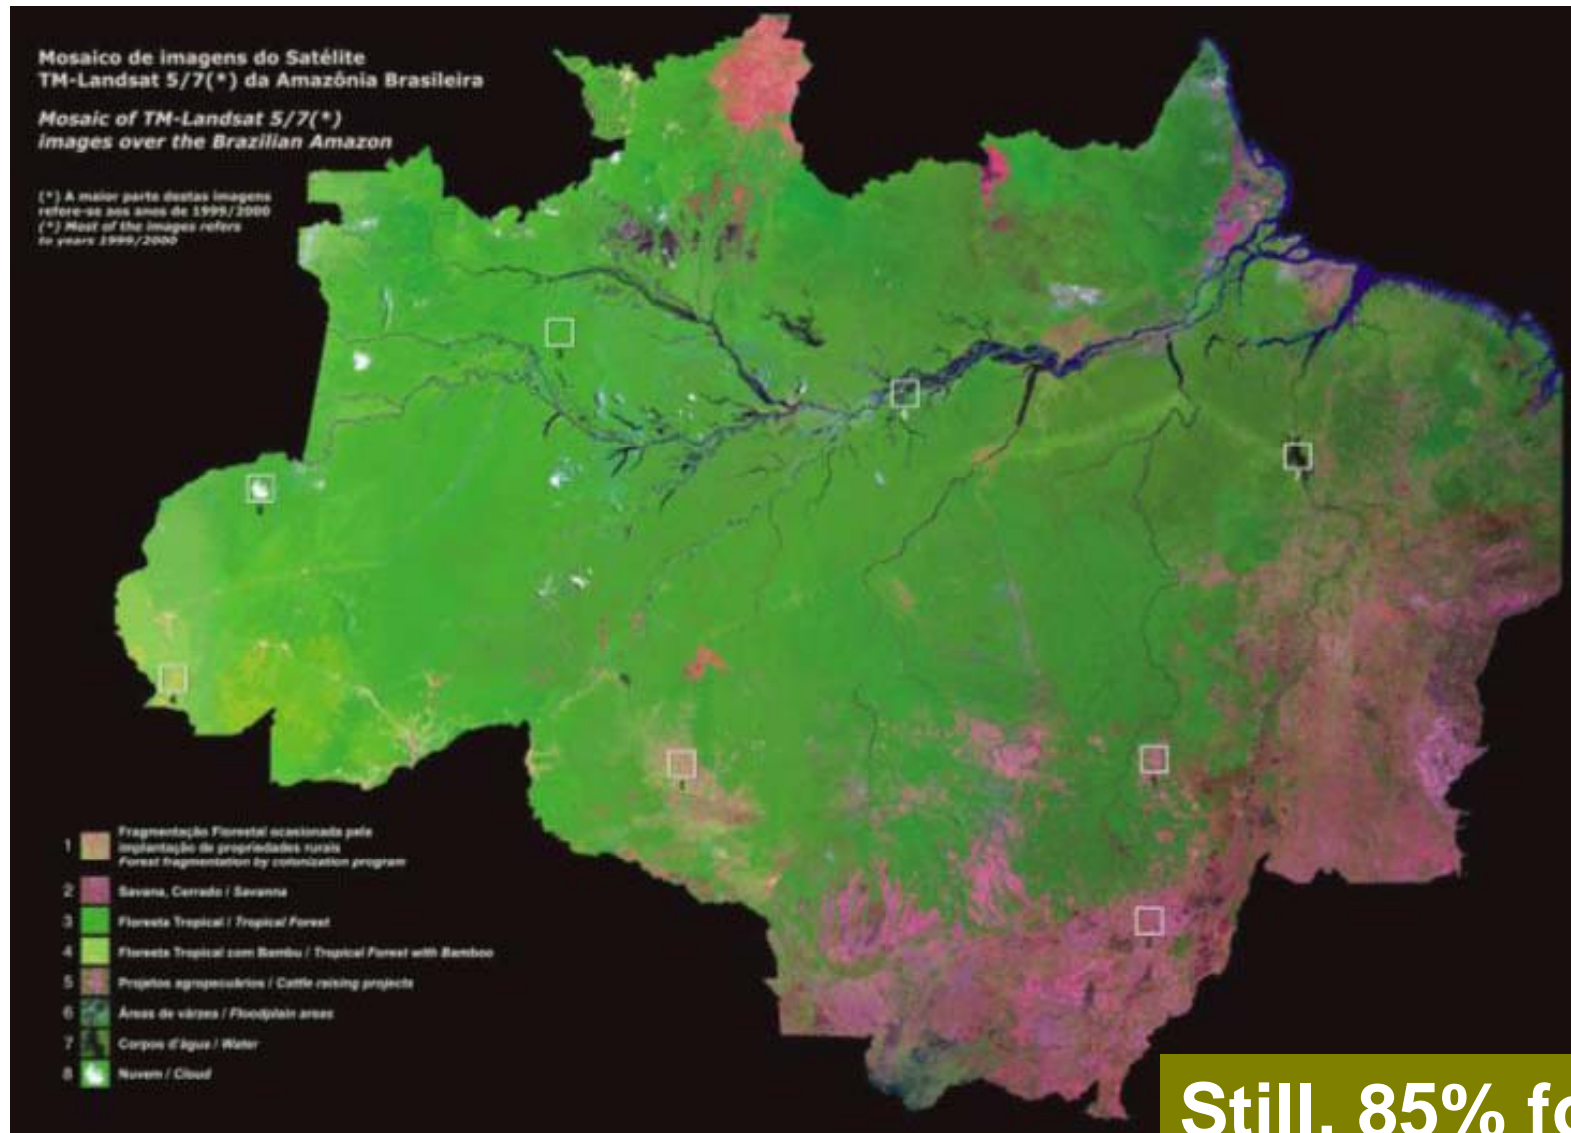 Mosaico de imagens do Satélite
TM-Landsat 5/7(*) da Amazônia Brasileira
Mosaic of TM-Landsat 5/7(*)
images over the Brazilian Amazon
(*) A maior parte destas imagens
refere-se aos anos de 1999/2000
(*) Most of the images refers
to years 1999/2000
1 Fragmentação Florestal ocasionada pela
implantação de propriedades rurais
Forest fragmentation by colonization program
2 Savana, Cerrado / Savanna
3 Floresta Tropical / Tropical Forest
4 Floresta Tropical com Bambu / Tropical Forest with Bamboo
5 Projetos agropecuários / Cattle raising projects
6 Áreas de várzea / Floodplain areas
7 Corpos d'água / Water
8 Nuvem / Cloud
Still, 85% fo